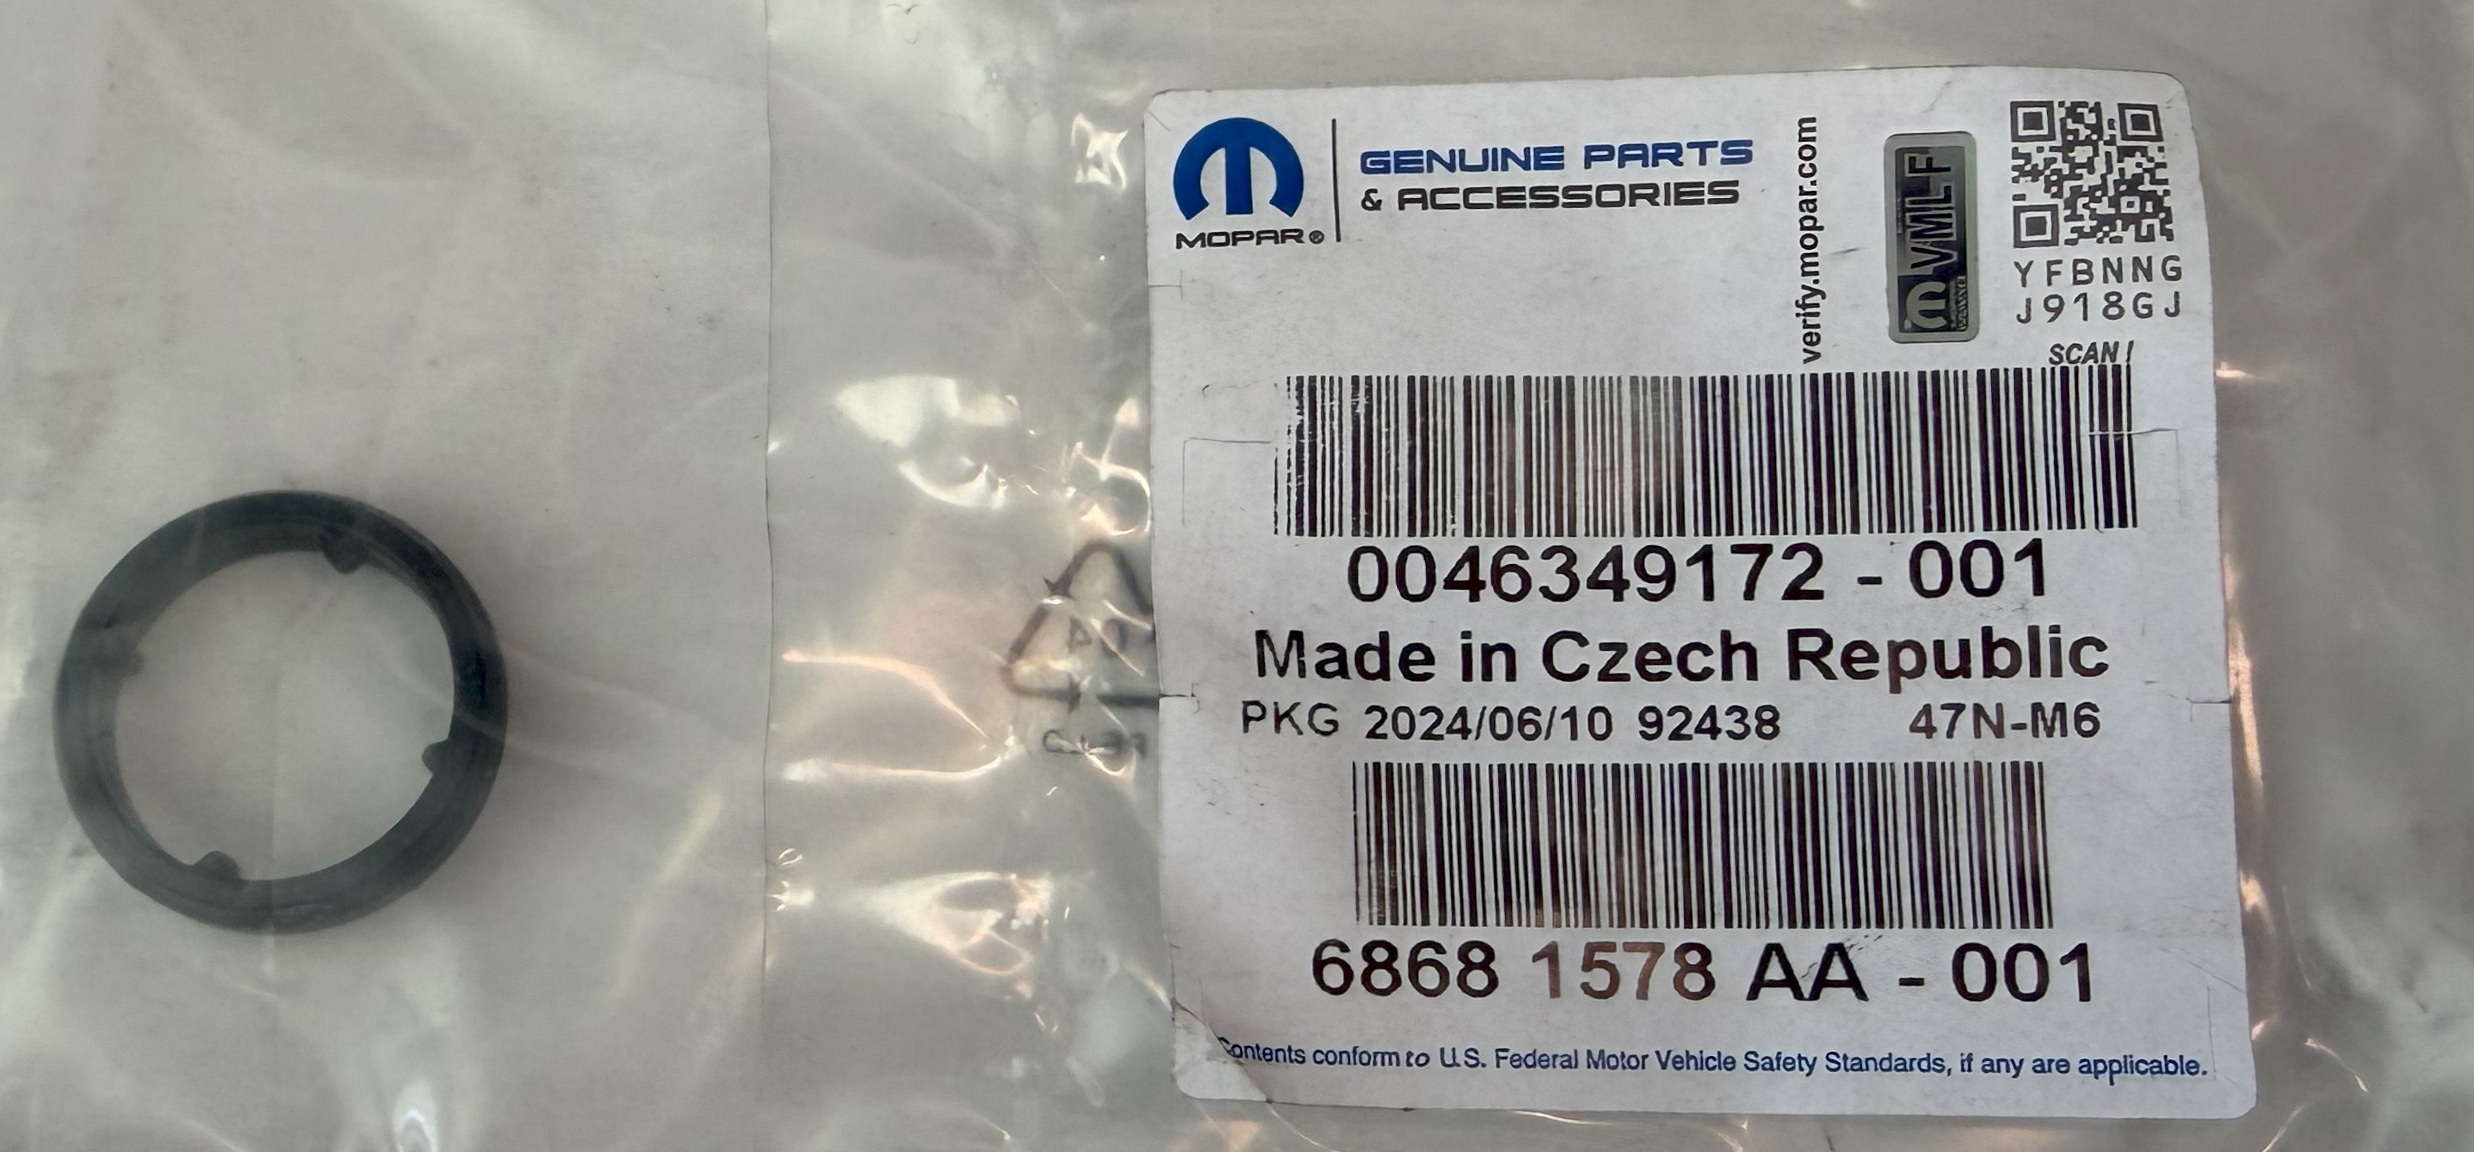 GENUINE PARTS
& ACCESSORIES
MOPAR®
verify.mopar.com
VMLF
YFBNNG
J918GJ
SCAN!
0046349172 - 001
Made in Czech Republic
PKG 2024/06/10 92438 47N-M6
6868 1578 AA - 001
Contents conform to U.S. Federal Motor Vehicle Safety Standards, if any are applicable.